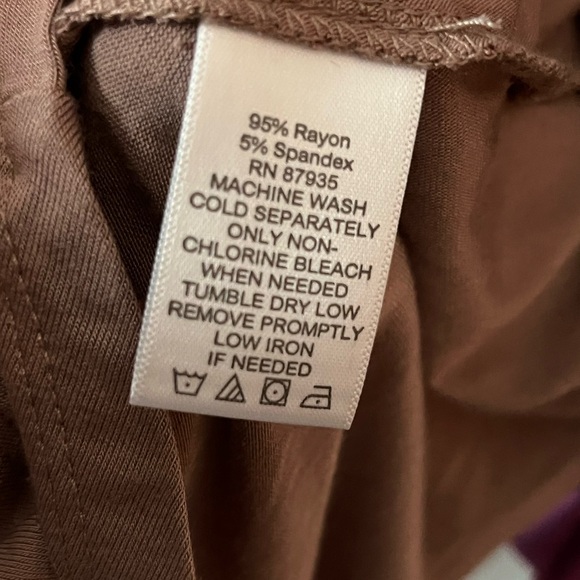 95% Rayon
5% Spandex
RN 87935
MACHINE WASH
COLD SEPARATELY
ONLY NON-
CHLORINE BLEACH
WHEN NEEDED
TUMBLE DRY LOW
REMOVE PROMPTLY
LOW IRON
IF NEEDED